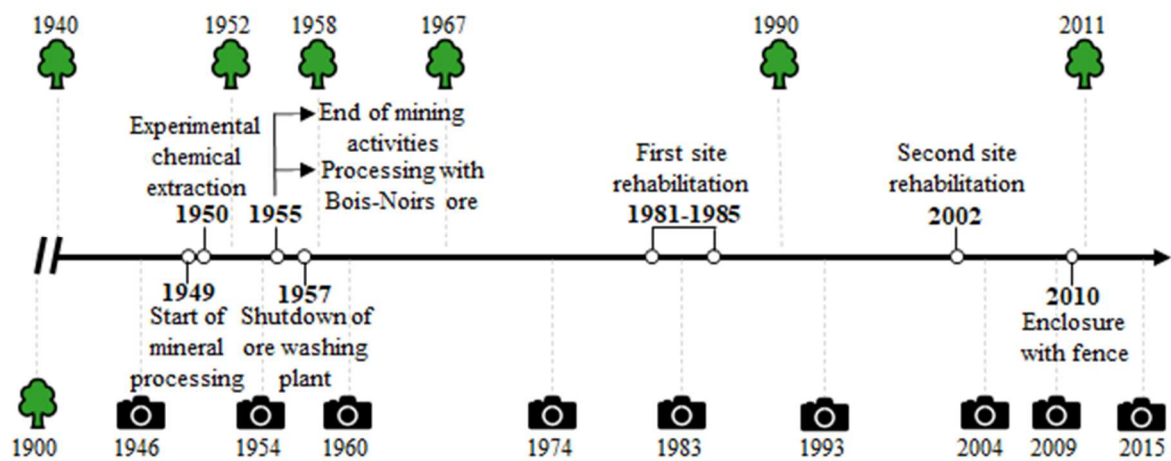 1940
1952
1958
1967
1990
2011
Experimental
chemical
extraction
1950
1955
End of mining
activities
Processing with
Bois-Noirs ore
First site
rehabilitation
1981-1985
Second site
rehabilitation
2002
1949
Start of
mineral
processing
1957
Shutdown of
ore washing
plant
2010
Enclosure
with fence
1900
1946
1954
1960
1974
1983
1993
2004
2009
2015